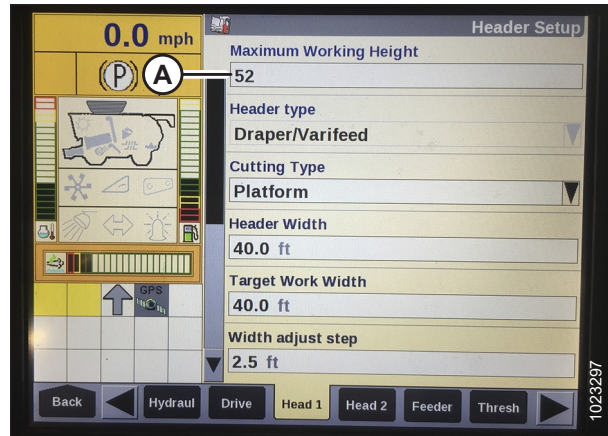 0.0 mph
(P)
A
GPS
Header Setup
Maximum Working Height
52
Header type
Draper/Varifeed
Cutting Type
Platform
Header Width
40.0 ft
Target Work Width
40.0 ft
Width adjust step
2.5 ft
Back
Hydraul
Drive
Head 1
Head 2
Feeder
Thresh
1023297